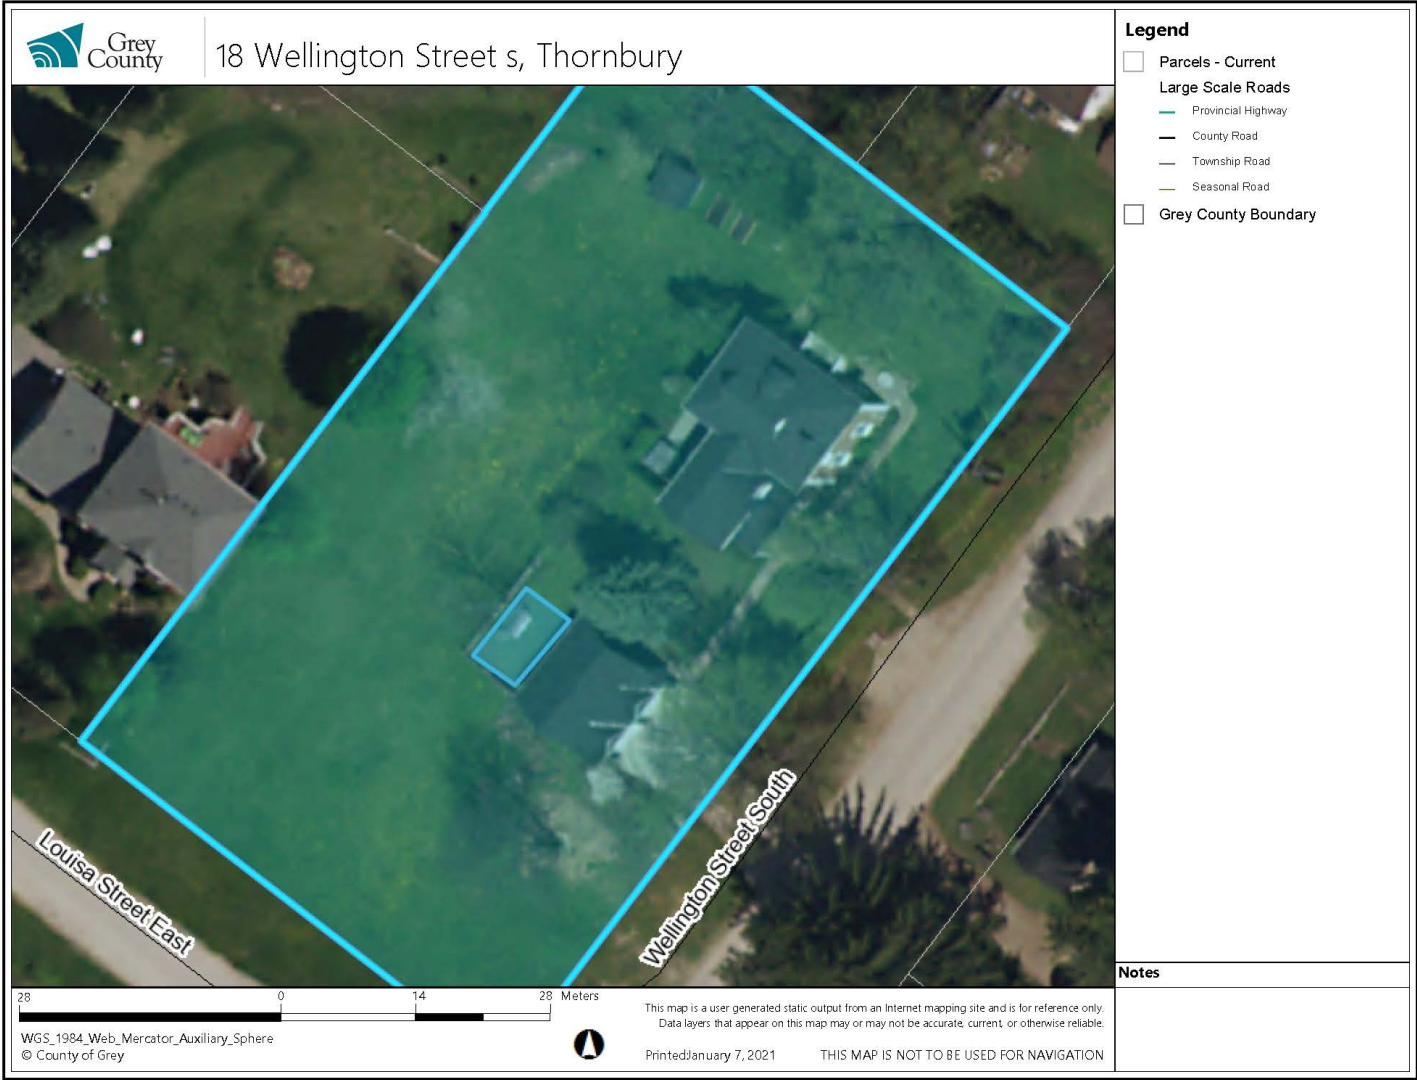 Grey
County
18 Wellington Street s, Thornbury
Legend
Parcels - Current
Large Scale Roads
Provincial Highway
County Road
Township Road
Seasonal Road
Grey County Boundary
Louisa Street East
Wellington Street South
Notes
28 0 14 28 Meters
WGS_1984_Web_Mercator_Auxiliary_Sphere
© County of Grey
This map is a user generated static output from an Internet mapping site and is for reference only.
Data layers that appear on this map may or may not be accurate, current, or otherwise reliable.
Printed:January 7, 2021 THIS MAP IS NOT TO BE USED FOR NAVIGATION